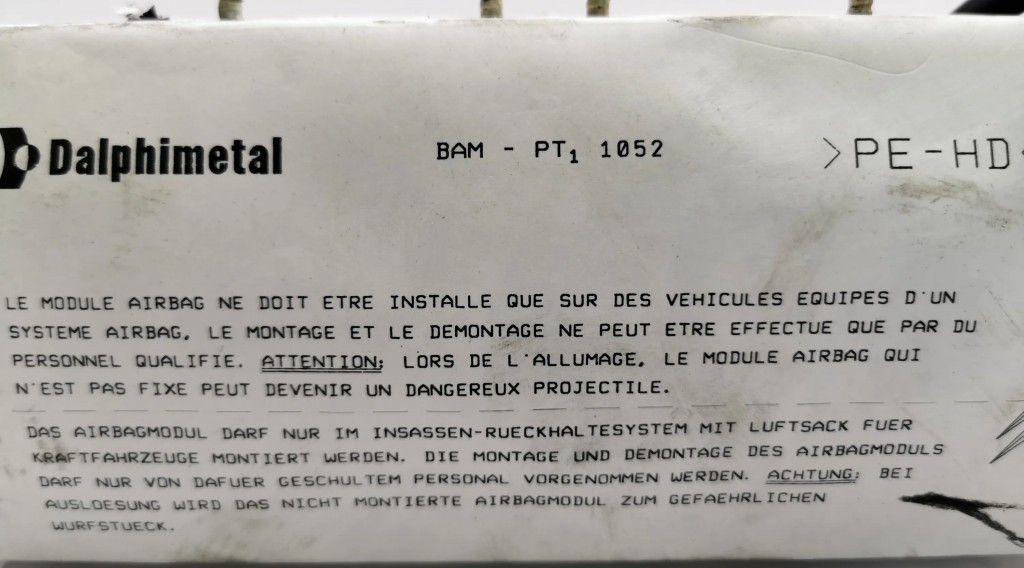 Dalphimetal BAM - PT₁ 1052 >PE-HD<
LE MODULE AIRBAG NE DOIT ETRE INSTALLE QUE SUR DES VEHICULES EQUIPES D'UN
SYSTEME AIRBAG, LE MONTAGE ET LE DEMONTAGE NE PEUT ETRE EFFECTUE QUE PAR DU
PERSONNEL QUALIFIE. ATTENTION: LORS DE L'ALLUMAGE, LE MODULE AIRBAG QUI
N'EST PAS FIXE PEUT DEVENIR UN DANGEREUX PROJECTILE.
DAS AIRBAGMODUL DARF NUR IM INSASSEN-RUECKHALTESYSTEM MIT LUFTSACK FUER
KRAFTFAHRZEUGE MONTIERT WERDEN. DIE MONTAGE UND DEMONTAGE DES AIRBAGMODULS
DARF NUR VON DAFUER GESCHULTEM PERSONAL VORGENOMMEN WERDEN. ACHTUNG: BEI
AUSLOESUNG WIRD DAS NICHT MONTIERTE AIRBAGMODUL ZUM GEFAEHRLICHEN
WURFSTUECK.